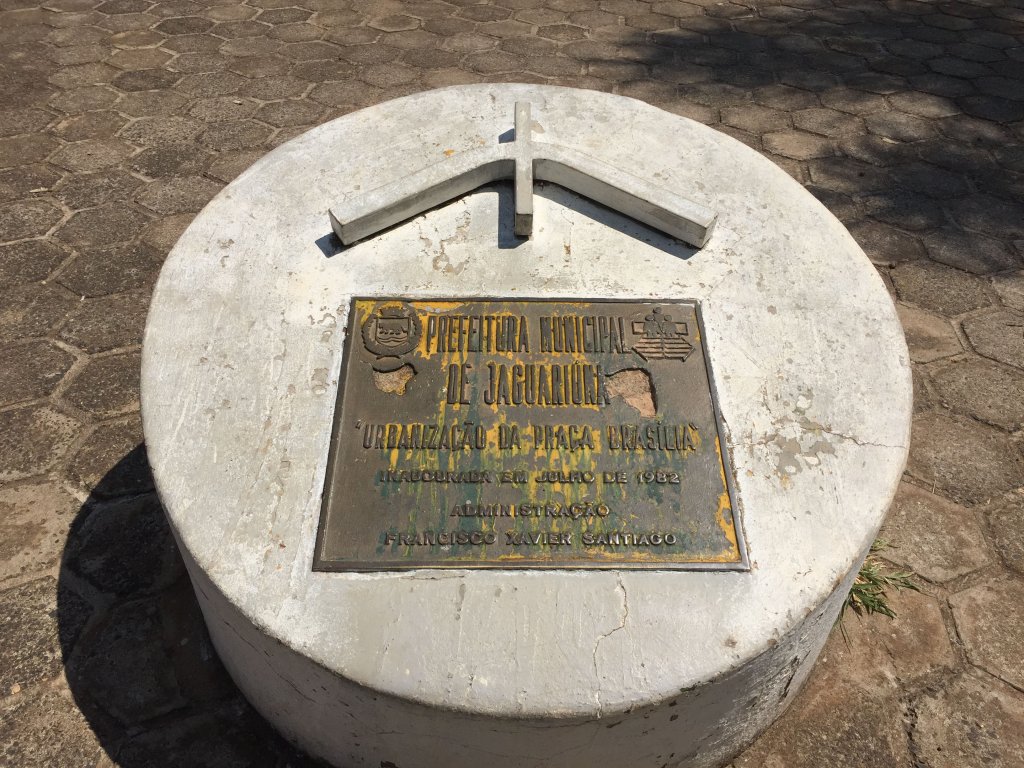 PREFEITURA MUNICIPAL
DE JAGUARIÚNA
"URBANIZAÇÃO DA PRAÇA BRASÍLIA"
INAUGURADA EM JULHO DE 1982
ADMINISTRAÇÃO
FRANCISCO XAVIER SANTIAGO